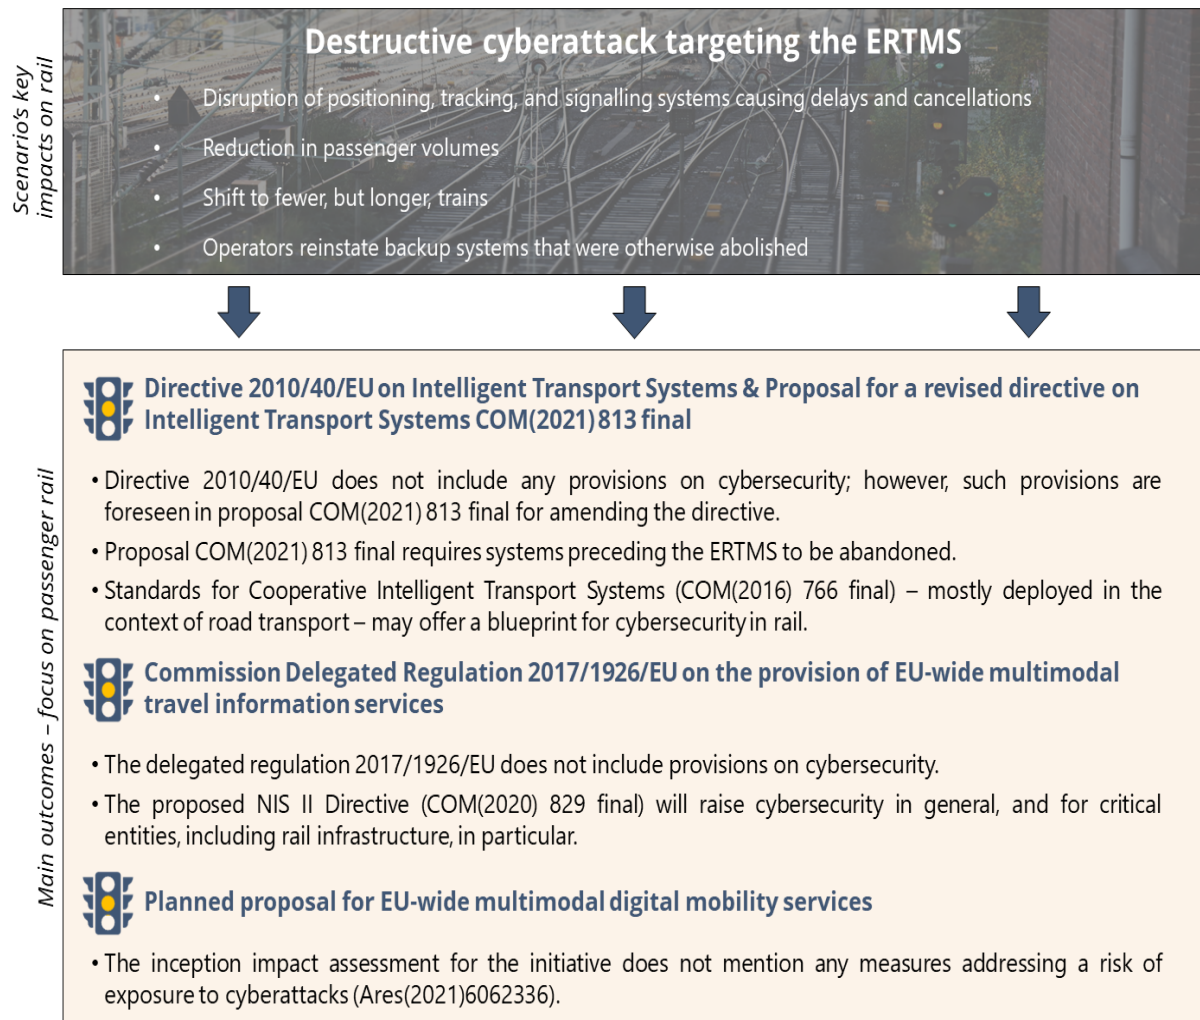 Scenario's key
impacts on rail
Destructive cyberattack targeting the ERTMS
• Disruption of positioning, tracking, and signalling systems causing delays and cancellations
• Reduction in passenger volumes
• Shift to fewer, but longer, trains
• Operators reinstate backup systems that were otherwise abolished
Main outcomes – focus on passenger rail
Directive 2010/40/EU on Intelligent Transport Systems & Proposal for a revised directive on
Intelligent Transport Systems COM(2021) 813 final
• Directive 2010/40/EU does not include any provisions on cybersecurity; however, such provisions are
foreseen in proposal COM(2021) 813 final for amending the directive.
• Proposal COM(2021) 813 final requires systems preceding the ERTMS to be abandoned.
• Standards for Cooperative Intelligent Transport Systems (COM(2016) 766 final) – mostly deployed in the
context of road transport – may offer a blueprint for cybersecurity in rail.
Commission Delegated Regulation 2017/1926/EU on the provision of EU-wide multimodal
travel information services
• The delegated regulation 2017/1926/EU does not include provisions on cybersecurity.
• The proposed NIS II Directive (COM(2020) 829 final) will raise cybersecurity in general, and for critical
entities, including rail infrastructure, in particular.
Planned proposal for EU-wide multimodal digital mobility services
• The inception impact assessment for the initiative does not mention any measures addressing a risk of
exposure to cyberattacks (Ares(2021)6062336).